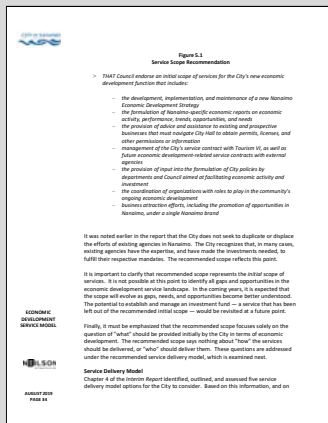 CITY OF NANAIMO
Figure 5.1
Service Scope Recommendation
> THAT Council endorse an initial scope of services for the City's new economic
development function that includes:
– the development, implementation, and maintenance of a new Nanaimo
Economic Development Strategy
– the formulation of Nanaimo-specific economic reports on economic
activity, performance, trends, opportunities, and needs
– the provision of advice and assistance to existing and prospective
businesses that must navigate City Hall to obtain permits, licenses, and
other permissions or information
– management of the City's service contract with Tourism VI, as well as
future economic development-related service contracts with external
agencies
– the provision of input into the formulation of City policies by
departments and Council aimed at facilitating economic activity and
investment
– the coordination of organizations with roles to play in the community's
ongoing economic development
– business attraction efforts, including the promotion of opportunities in
Nanaimo, under a single Nanaimo brand
It was noted earlier in the report that the City does not seek to duplicate or displace
the efforts of existing agencies in Nanaimo. The City recognizes that, in many cases,
existing agencies have the expertise, and have made the investments needed, to
fulfill their respective mandates. The recommended scope reflects this point.
It is important to clarify that recommended scope represents the initial scope of
services. It is not possible at this point to identify all gaps and opportunities in the
economic development service landscape. In the coming years, it is expected that
the scope will evolve as gaps, needs, and opportunities become better understood.
The potential to establish and manage an investment fund — a service that has been
left out of the recommended initial scope — would be revisited at a future point.
Finally, it must be emphasized that the recommended scope focuses solely on the
question of "what" should be provided initially by the City in terms of economic
development. The recommended scope says nothing about "how" the services
should be delivered, or "who" should deliver them. These questions are addressed
under the recommended service delivery model, which is examined next.
Service Delivery Model
Chapter 4 of the Interim Report identified, outlined, and assessed five service
delivery model options for the City to consider. Based on this information, and on
ECONOMIC
DEVELOPMENT
SERVICE MODEL
NEILSON
AUGUST 2019
PAGE 34